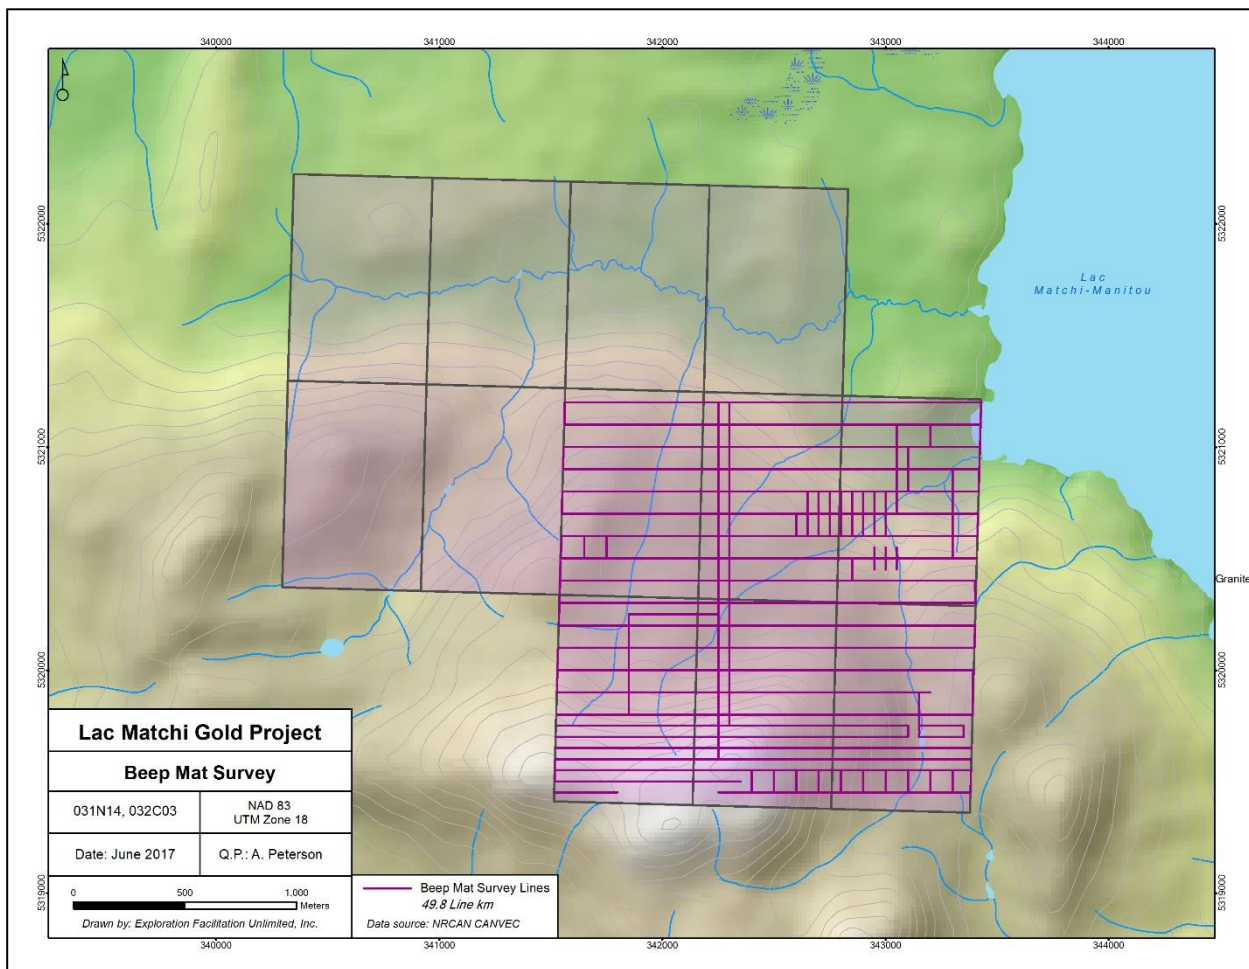 340000 341000 342000 343000 344000
5322000 5322000
Lac
Matchi-Manitou
5321000 5321000
Granite
5320000 5320000
Lac Matchi Gold Project
Beep Mat Survey
031N14, 032C03
NAD 83
UTM Zone 18
Date: June 2017
Q.P.: A. Peterson
0 500 1,000
Meters
Drawn by: Exploration Facilitation Unlimited, Inc.
Beep Mat Survey Lines
49.8 Line km
Data source: NRCAN CANVEC
5319000 5319000
340000 341000 342000 343000 344000